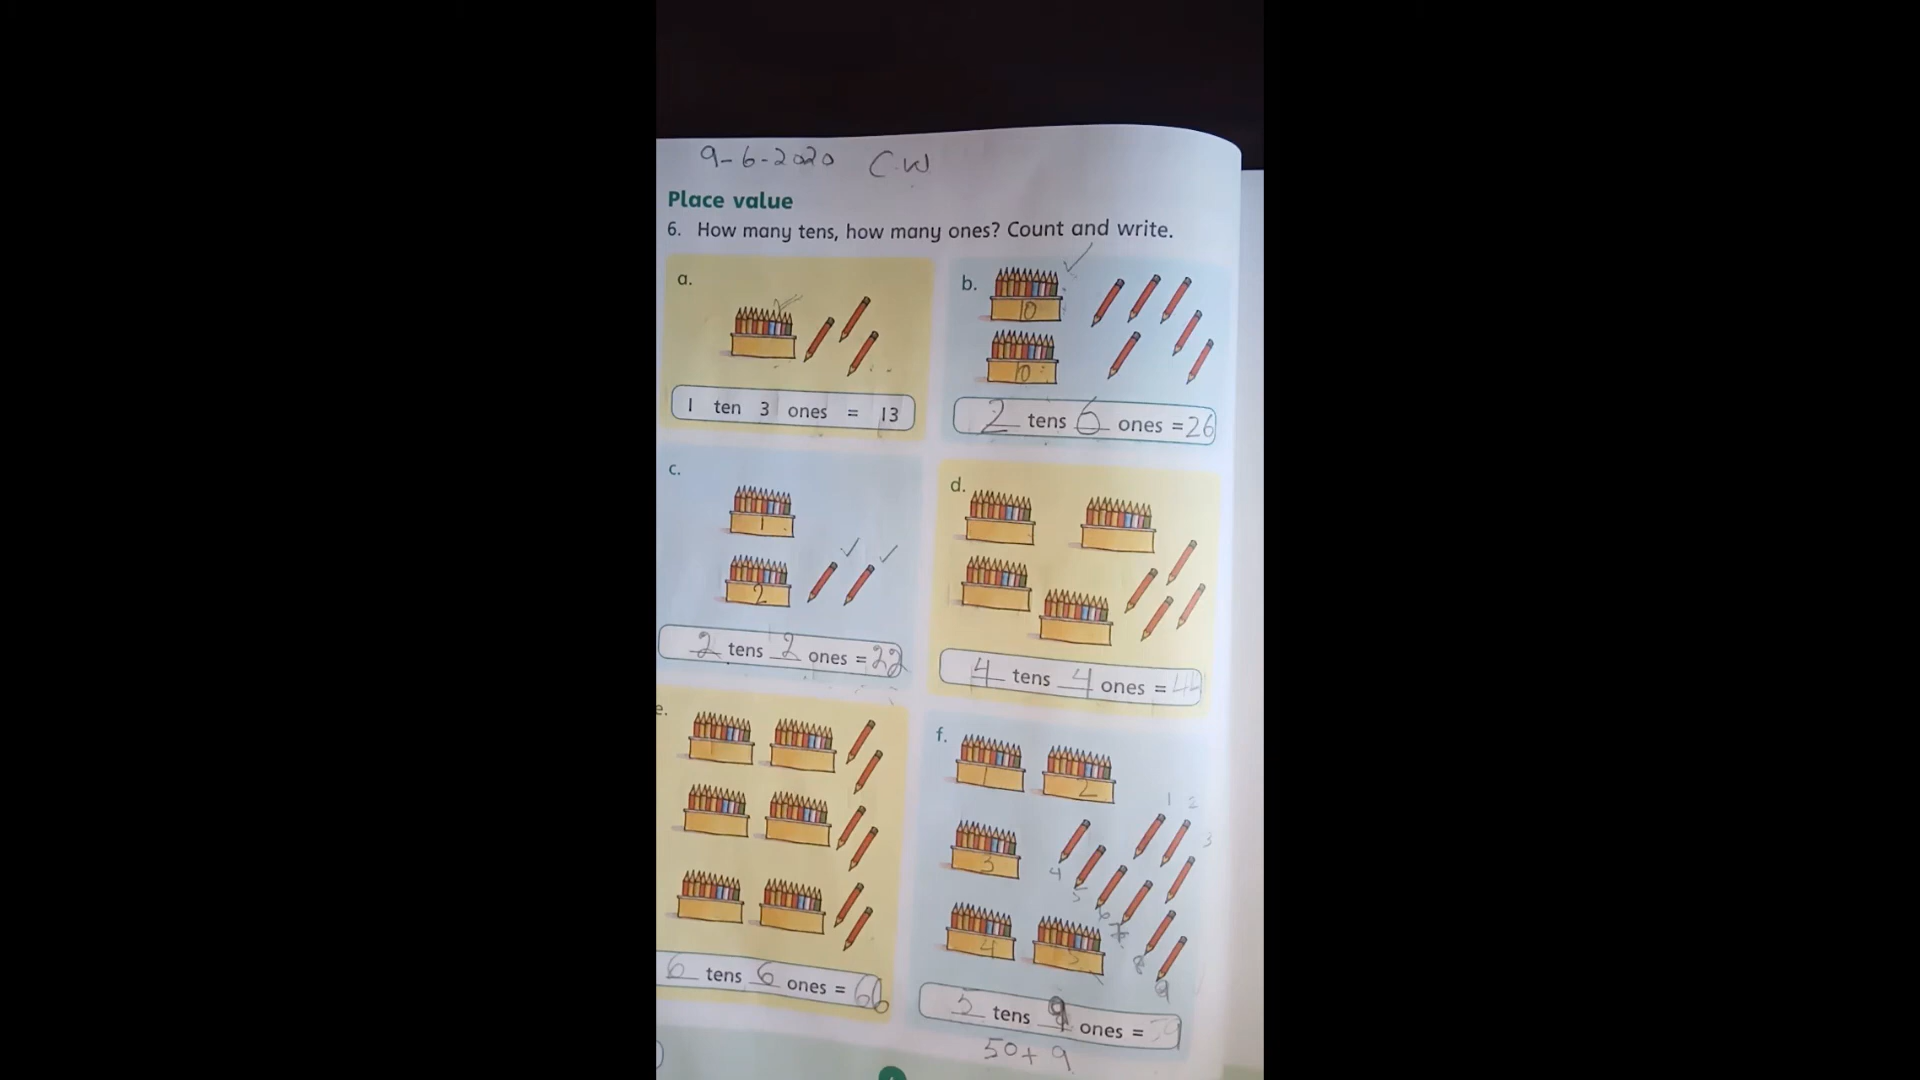 9-6-2020 C.W
Place value
6. How many tens, how many ones? Count and write.
a.
1 ten 3 ones = 13
b.
10
10
2 tens 6 ones = 26
c.
1
2
2 tens 2 ones = 22
d.
4 tens 4 ones = 44
e.
6 tens 6 ones = 66
f.
1 2
1 2
3
3
4
5
6
7
4 5
8
9
5 tens 9 ones = 59
50+9